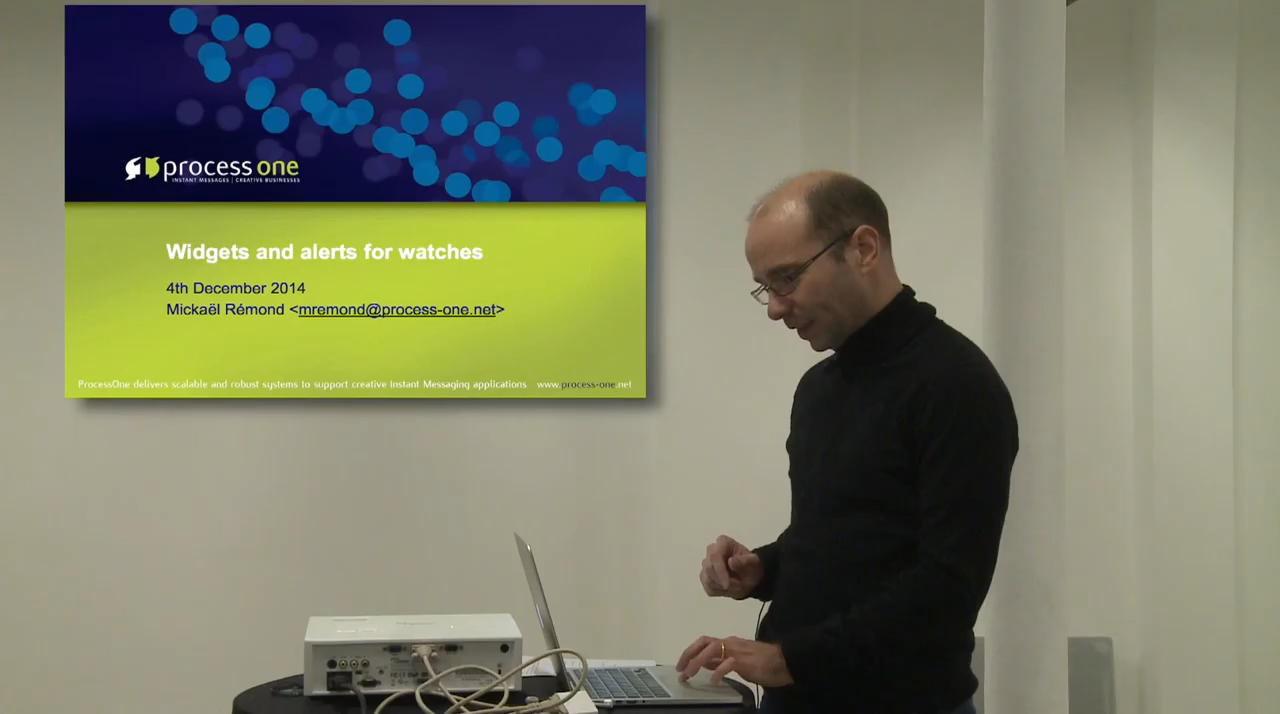 process one
INSTANT MESSAGES | CREATIVE BUSINESSES
Widgets and alerts for watches
4th December 2014
Mickaël Rémond <mremond@process-one.net>
ProcessOne delivers scalable and robust systems to support creative Instant Messaging applications www.process-one.net